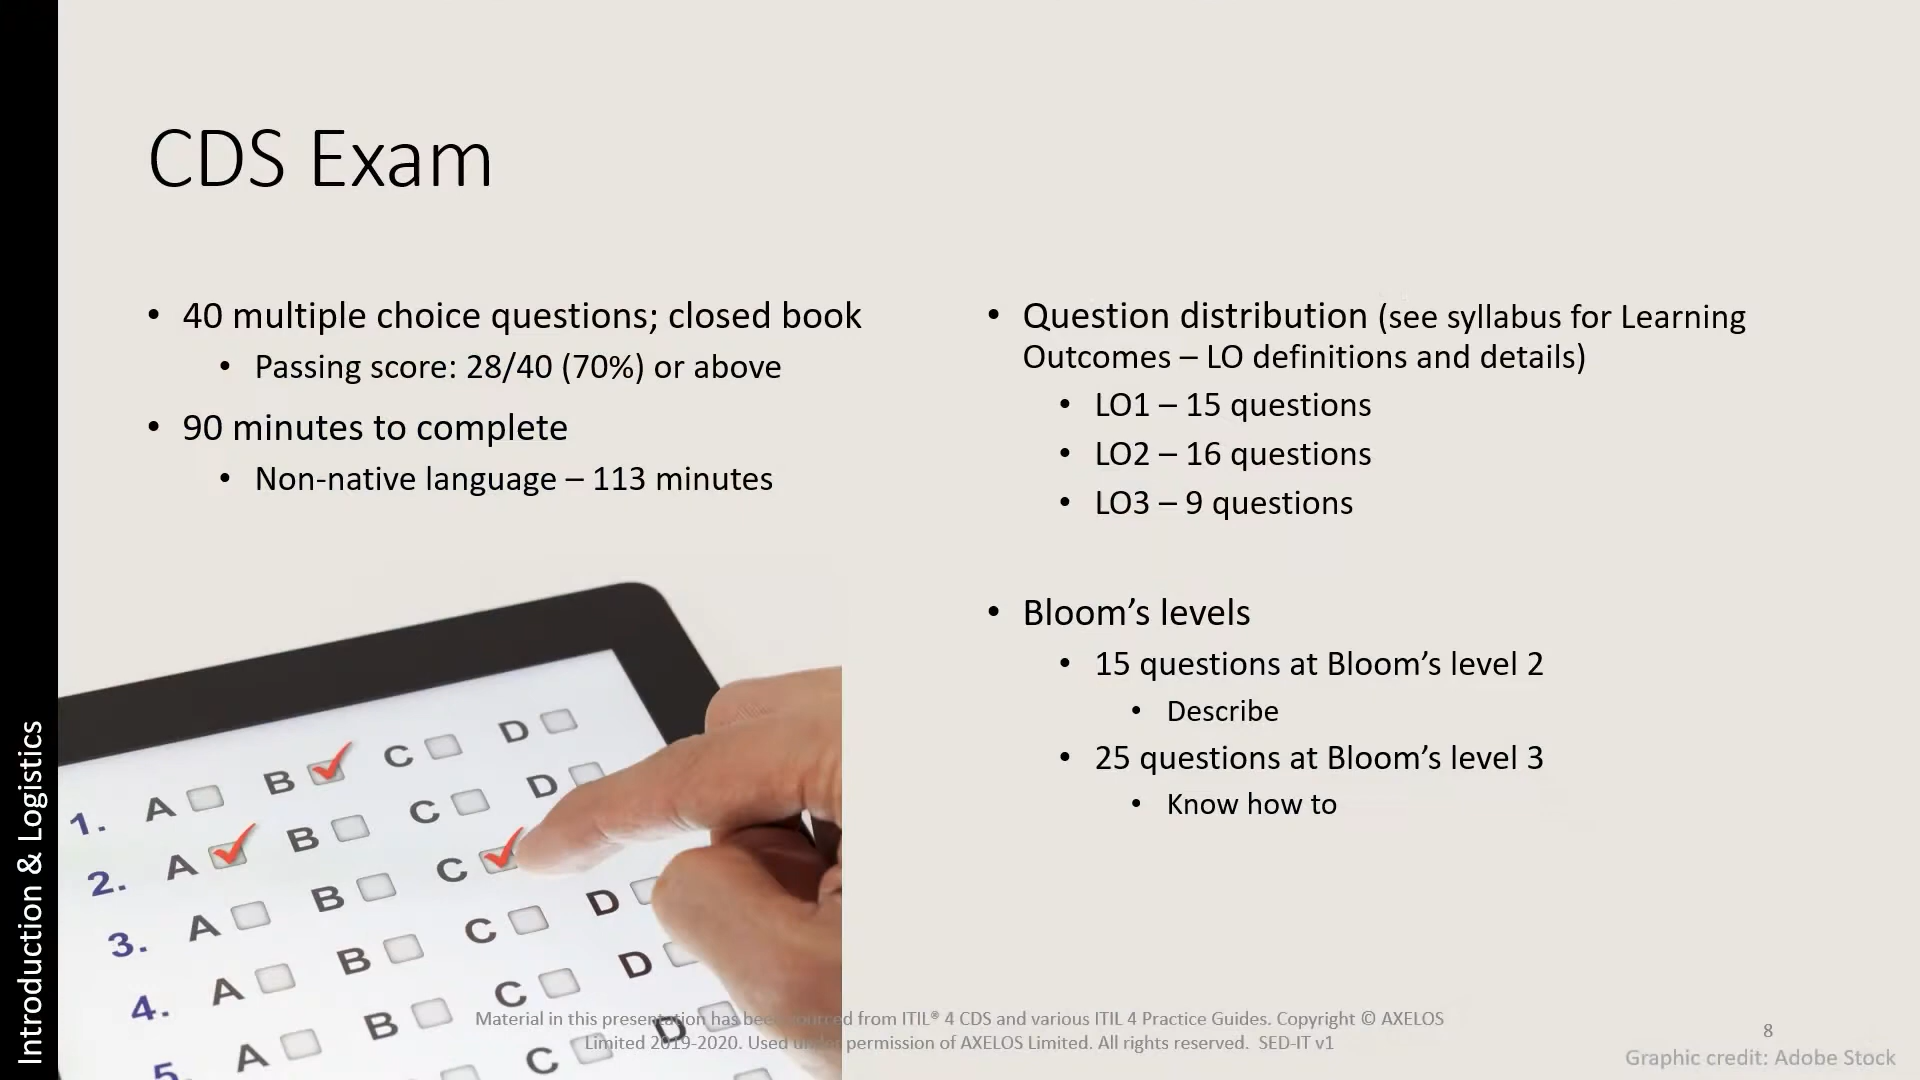 CDS Exam
• 40 multiple choice questions; closed book
• Passing score: 28/40 (70%) or above
• 90 minutes to complete
• Non-native language – 113 minutes
• Question distribution (see syllabus for Learning
Outcomes – LO definitions and details)
• LO1 – 15 questions
• LO2 – 16 questions
• LO3 – 9 questions
• Bloom’s levels
• 15 questions at Bloom’s level 2
• Describe
• 25 questions at Bloom’s level 3
• Know how to
Introduction & Logistics
1. A B C D
2. A B C D
3. A B C D
4. A B C D
5. A B C D
Material in this presentation has been sourced from ITIL® 4 CDS and various ITIL 4 Practice Guides. Copyright © AXELOS
Limited 2019-2020. Used under permission of AXELOS Limited. All rights reserved. SED-IT v1
8
Graphic credit: Adobe Stock